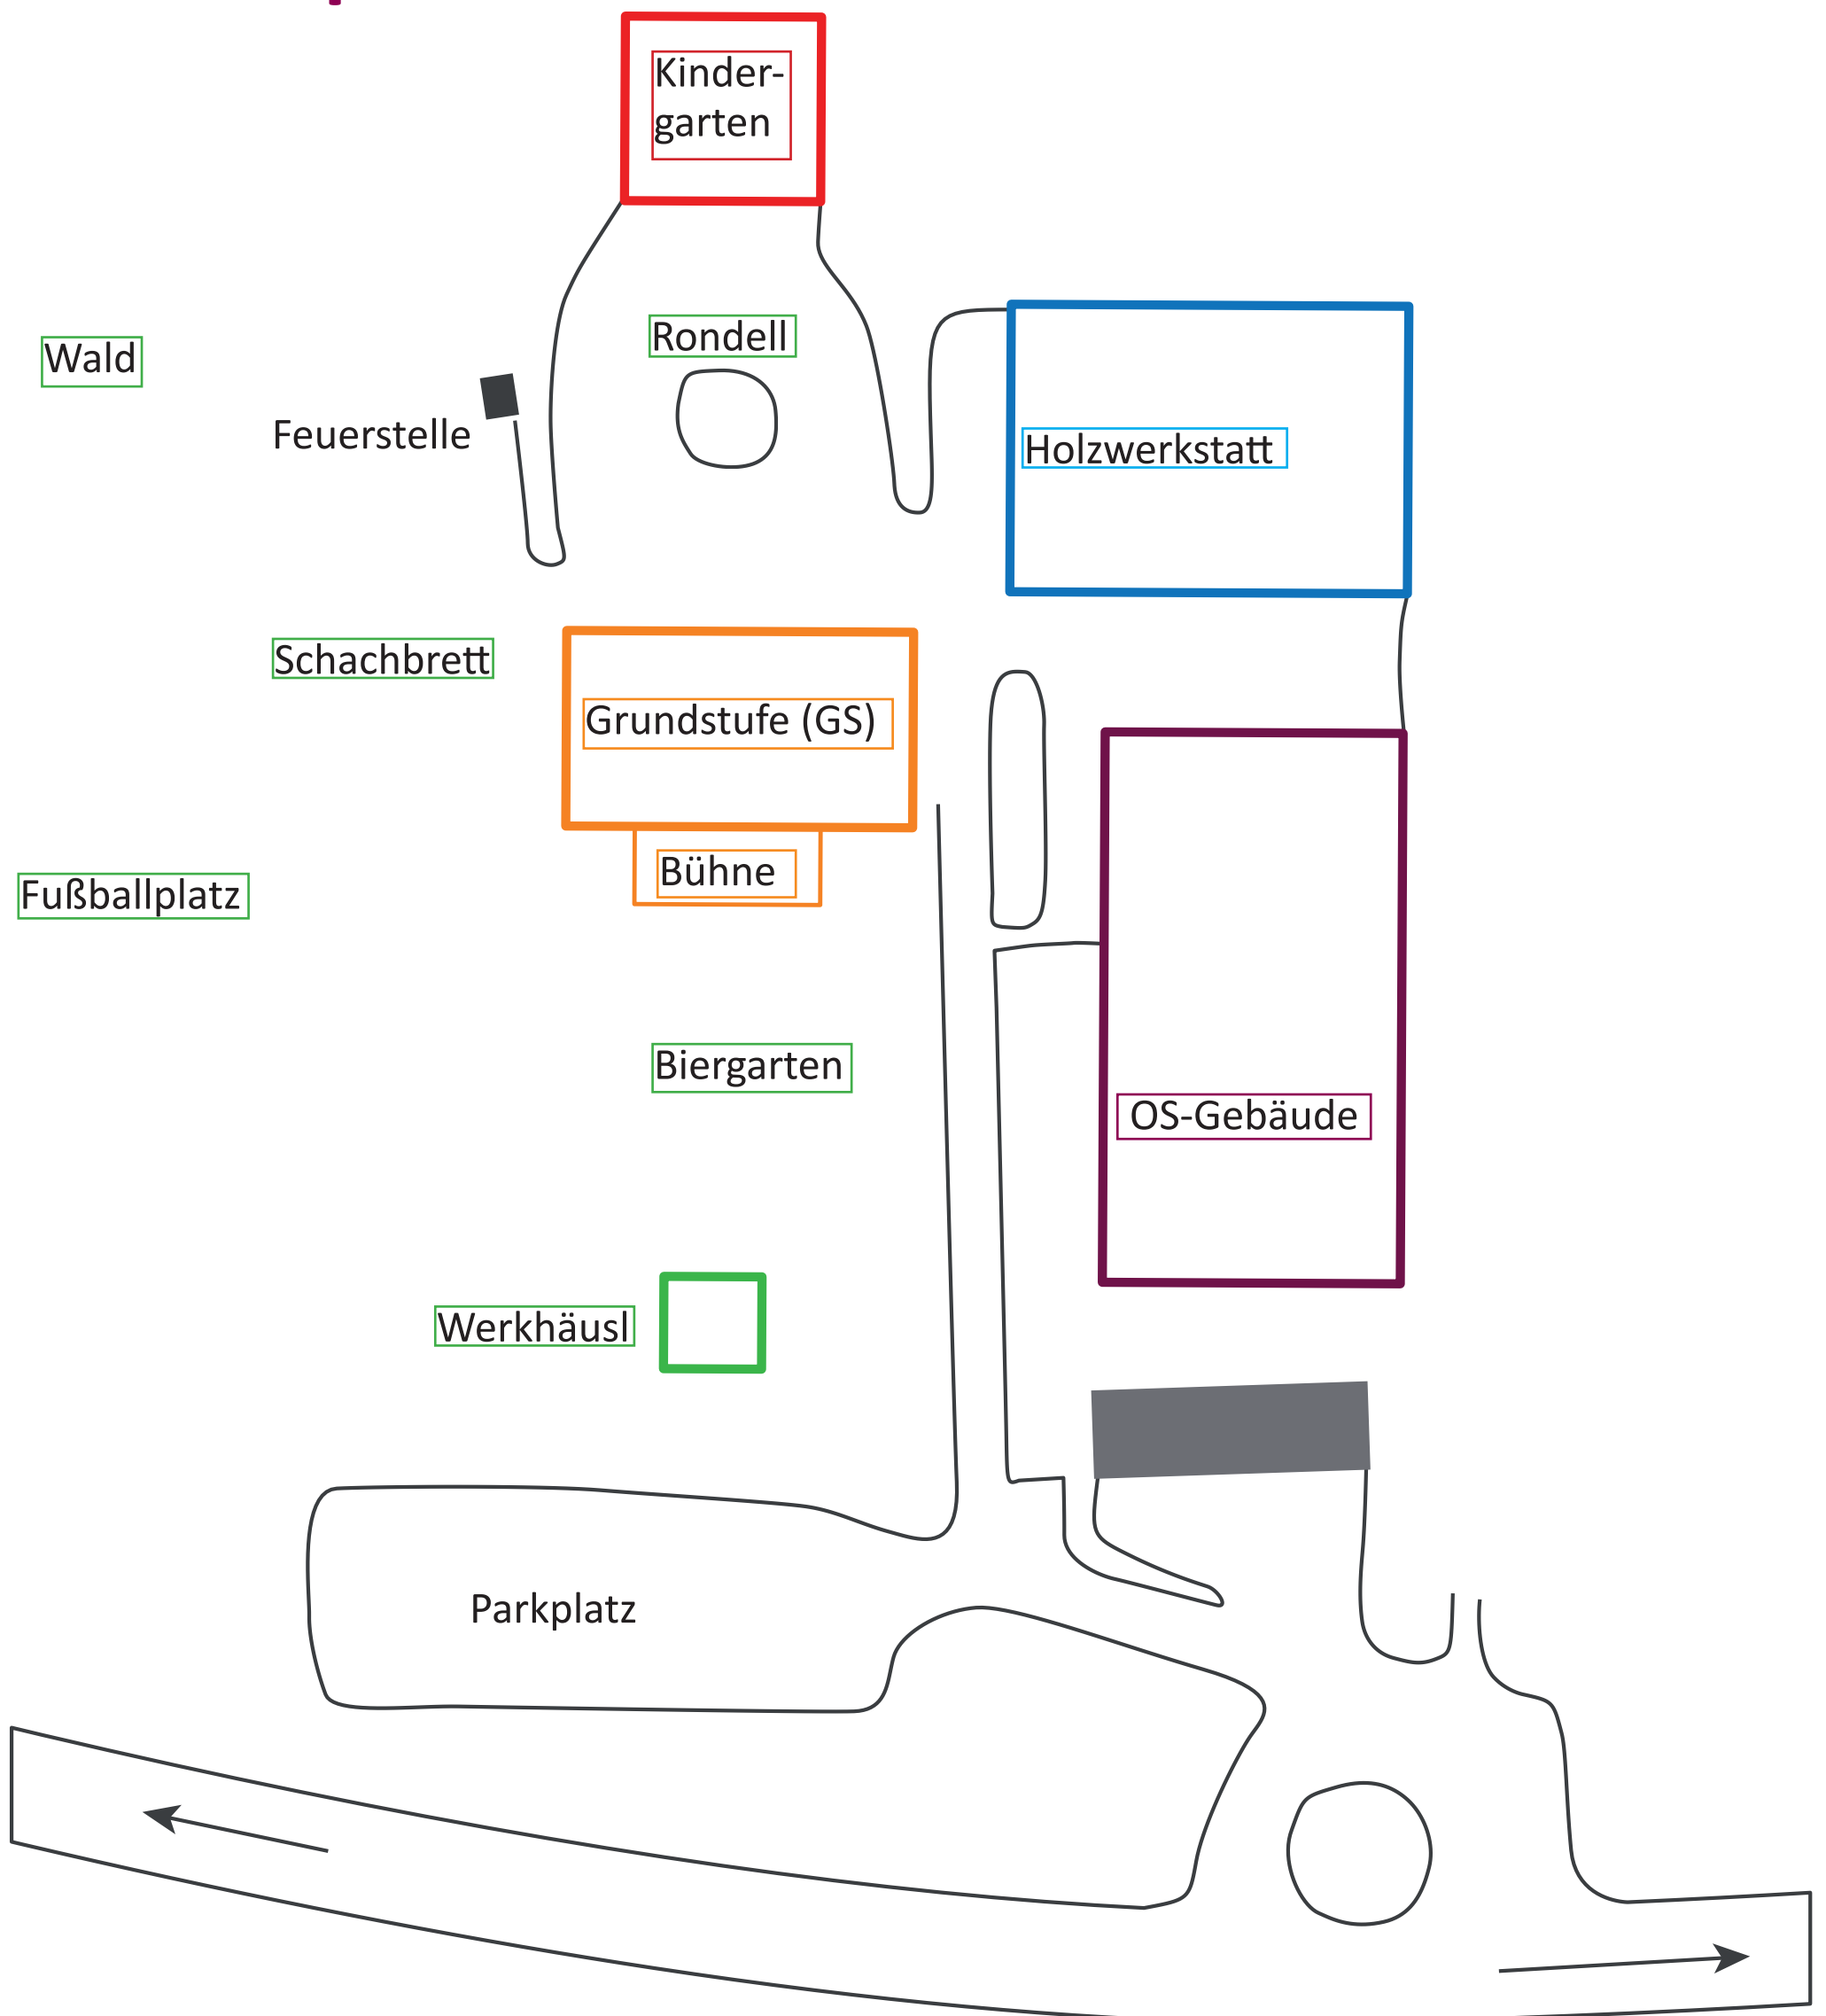 Kinder-
garten
Rondell
Wald
Feuerstelle
Holzwerkstatt
Schachbrett
Grundstufe (GS)
Bühne
Fußballplatz
Biergarten
OS-Gebäude
Werkhäusl
Parkplatz